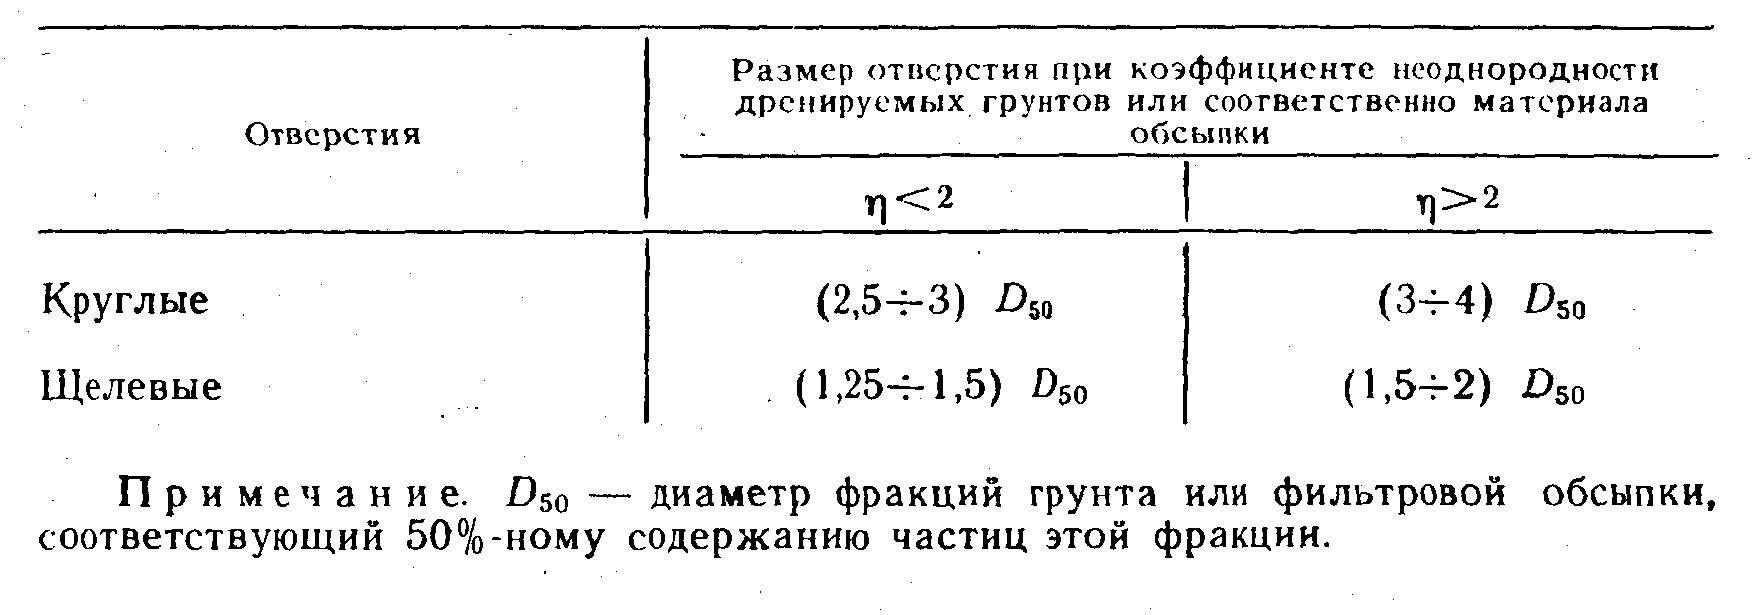 Размер отверстия при коэффициенте неоднородности
дренируемых грунтов или соответственно материала
обсыпки
Отверстия
η<2 η>2
Круглые (2,5÷3) D50 (3÷4) D50
Щелевые (1,25÷1,5) D50 (1,5÷2) D50
Примечание. D50 — диаметр фракций грунта или фильтровой обсыпки,
соответствующий 50%-ному содержанию частиц этой фракции.